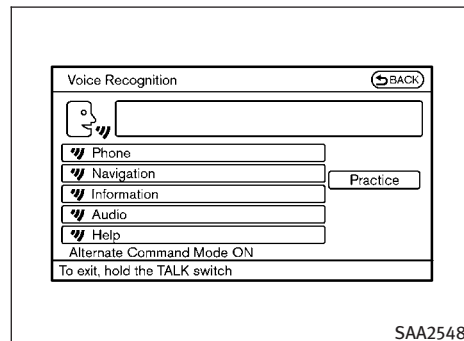 Voice Recognition
BACK
Phone
Navigation
Practice
Information
Audio
Help
Alternate Command Mode ON
To exit, hold the TALK switch
SAA2548